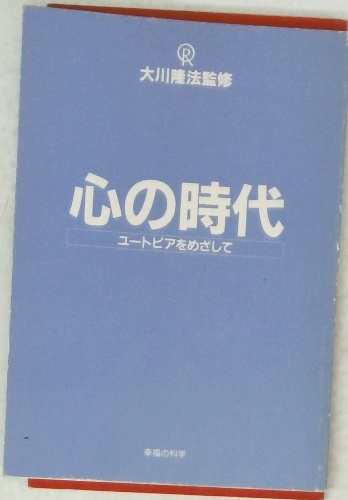 大川隆法監修
心の時代
ユートピアをめざして
幸福の科学